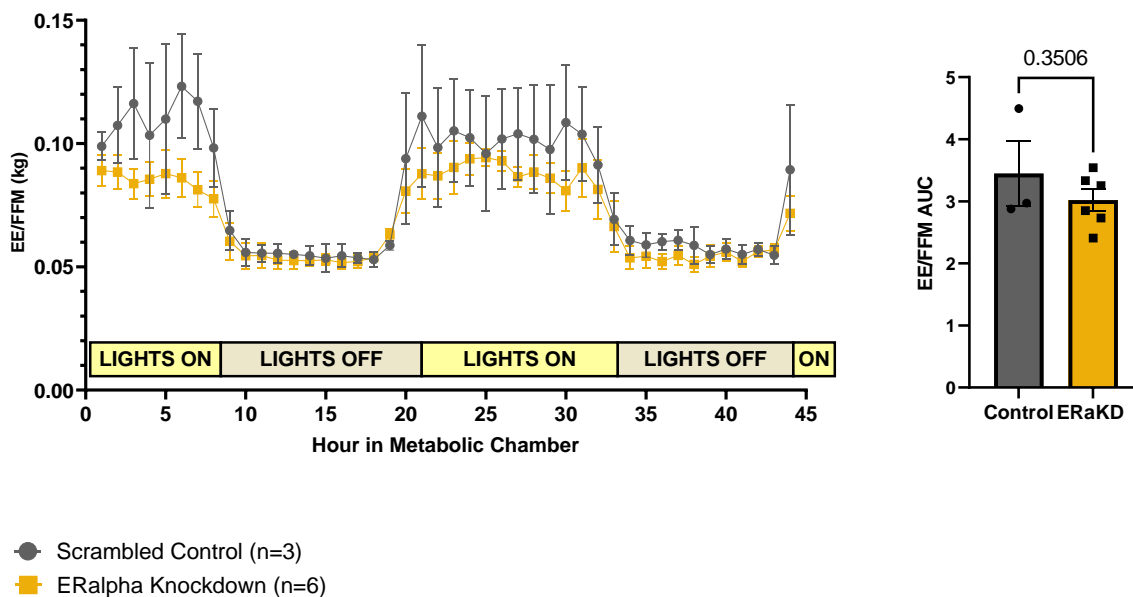 0.15
0.10
0.05
0.00
EE/FFM (kg)
LIGHTS ON
LIGHTS OFF
LIGHTS ON
LIGHTS OFF
ON
0 5 10 15 20 25 30 35 40 45
Hour in Metabolic Chamber
0.3506
5
4
3
2
1
0
EE/FFM AUC
Control ERaKD
Scrambled Control (n=3)
ERalpha Knockdown (n=6)